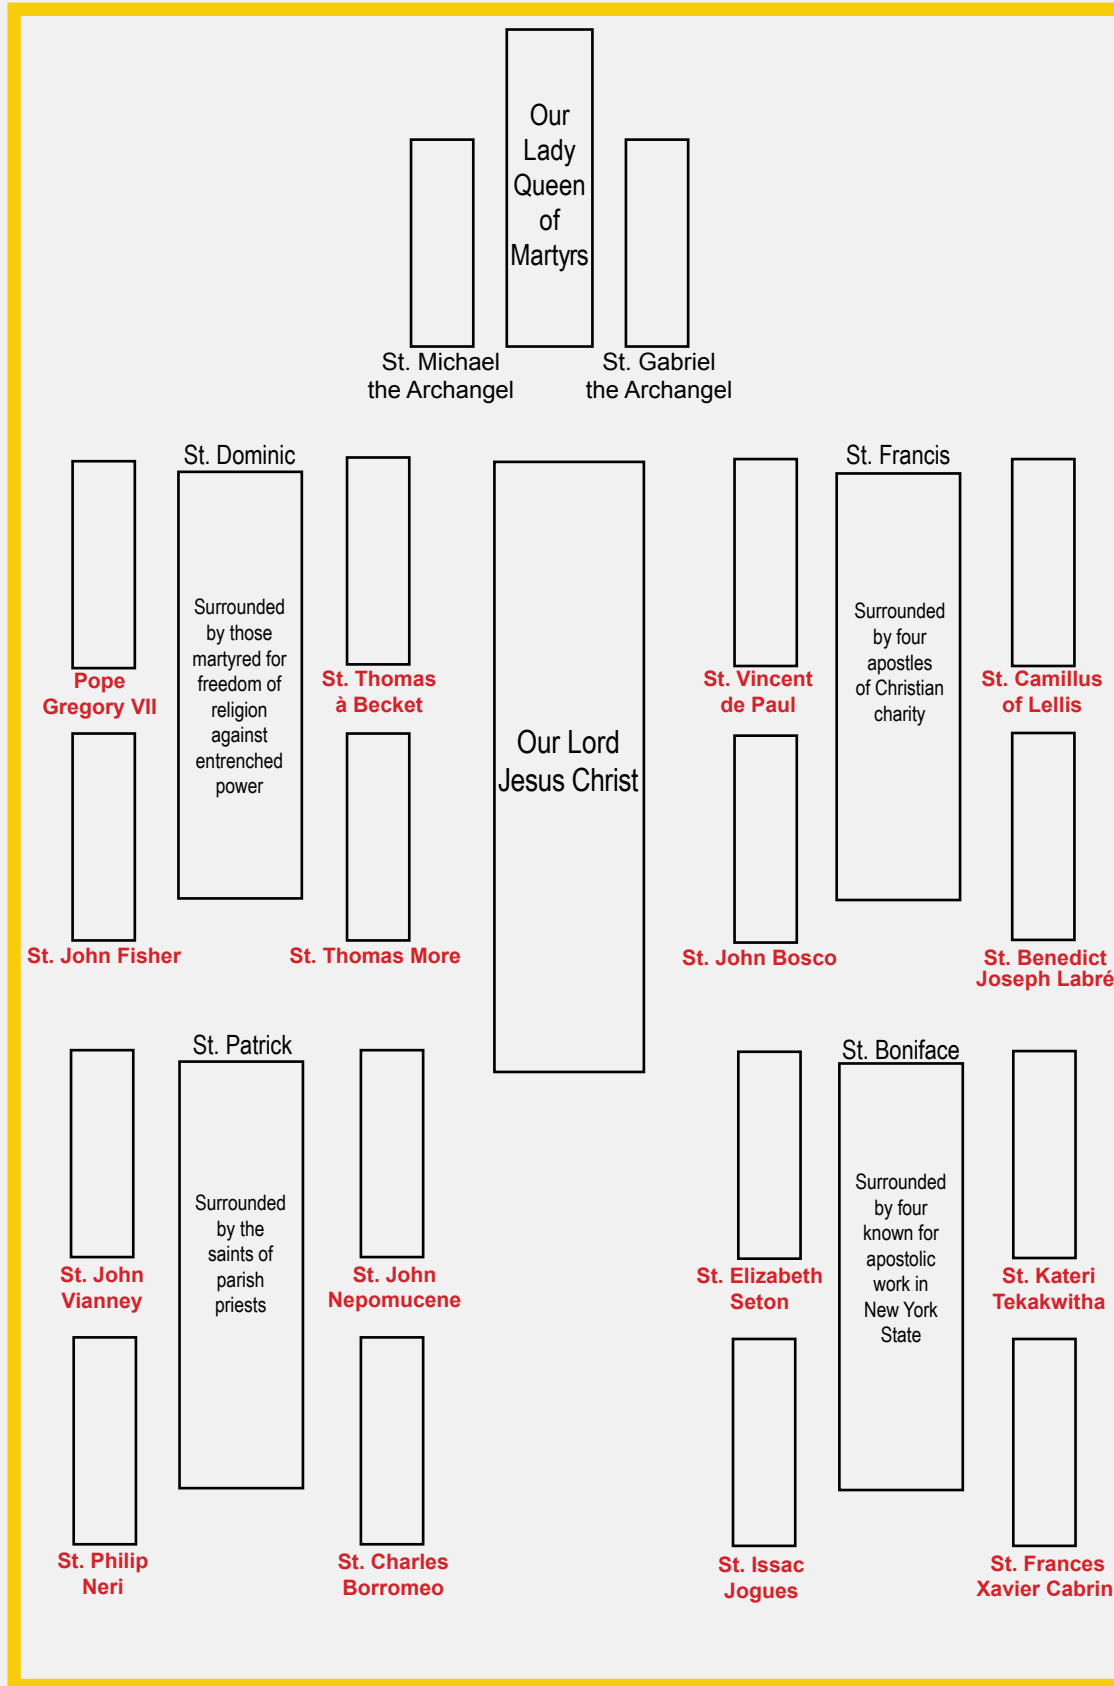 Our
Lady
Queen
of
Martyrs
St. Michael
the Archangel
St. Gabriel
the Archangel
St. Dominic
Surrounded
by those
martyred for
freedom of
religion
against
entrenched
power
Pope
Gregory VII
St. Thomas
à Becket
St. John Fisher
St. Thomas More
Our Lord
Jesus Christ
St. Francis
Surrounded
by four
apostles
of Christian
charity
St. Vincent
de Paul
St. Camillus
of Lellis
St. John Bosco
St. Benedict
Joseph Labré
St. Patrick
Surrounded
by the
saints of
parish
priests
St. John
Vianney
St. John
Nepomucene
St. Philip
Neri
St. Charles
Borromeo
St. Boniface
Surrounded
by four
known for
apostolic
work in
New York
State
St. Elizabeth
Seton
St. Kateri
Tekakwitha
St. Issac
Jogues
St. Frances
Xavier Cabrin